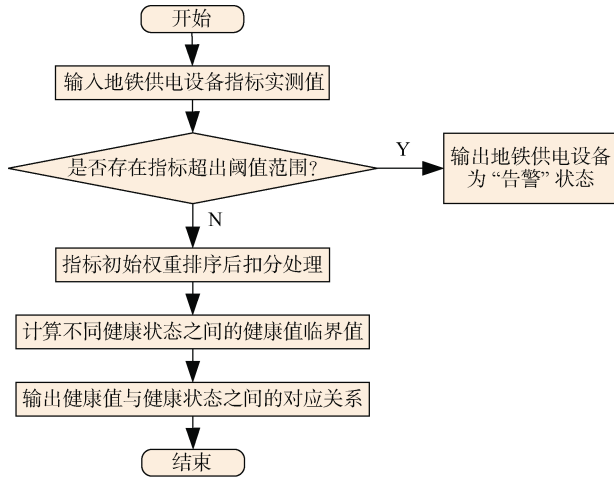 开始
输入地铁供电设备指标实测值
是否存在指标超出阈值范围?
Y
输出地铁供电设备
为“告警”状态
N
指标初始权重排序后扣分处理
计算不同健康状态之间的健康值临界值
输出健康值与健康状态之间的对应关系
结束